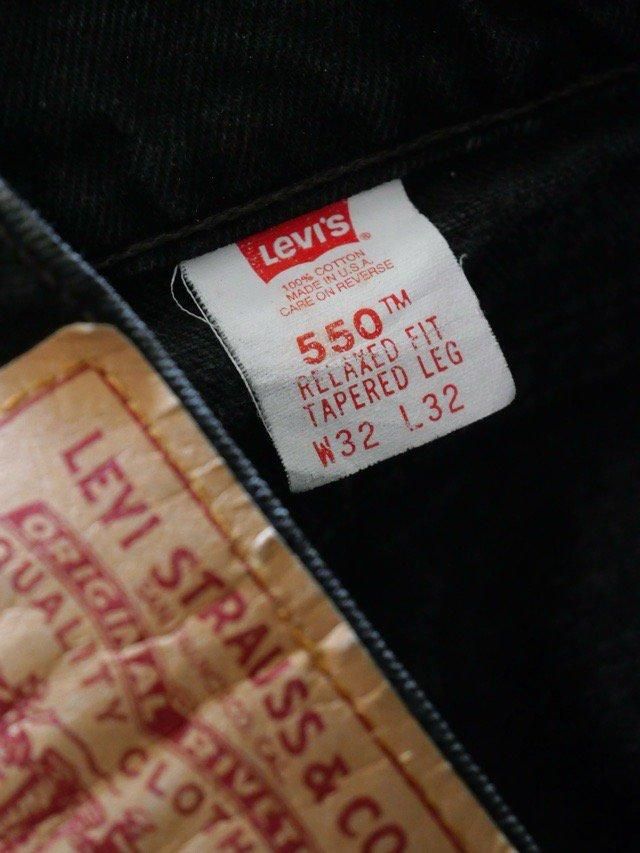 Levi's®
100% COTTON
MADE IN U.S.A.
CARE ON REVERSE
550™
RELAXED FIT
TAPERED LEG
W32 L32
LEVI STRAUSS & CO
ORIGINAL
QUALITY CLOTH